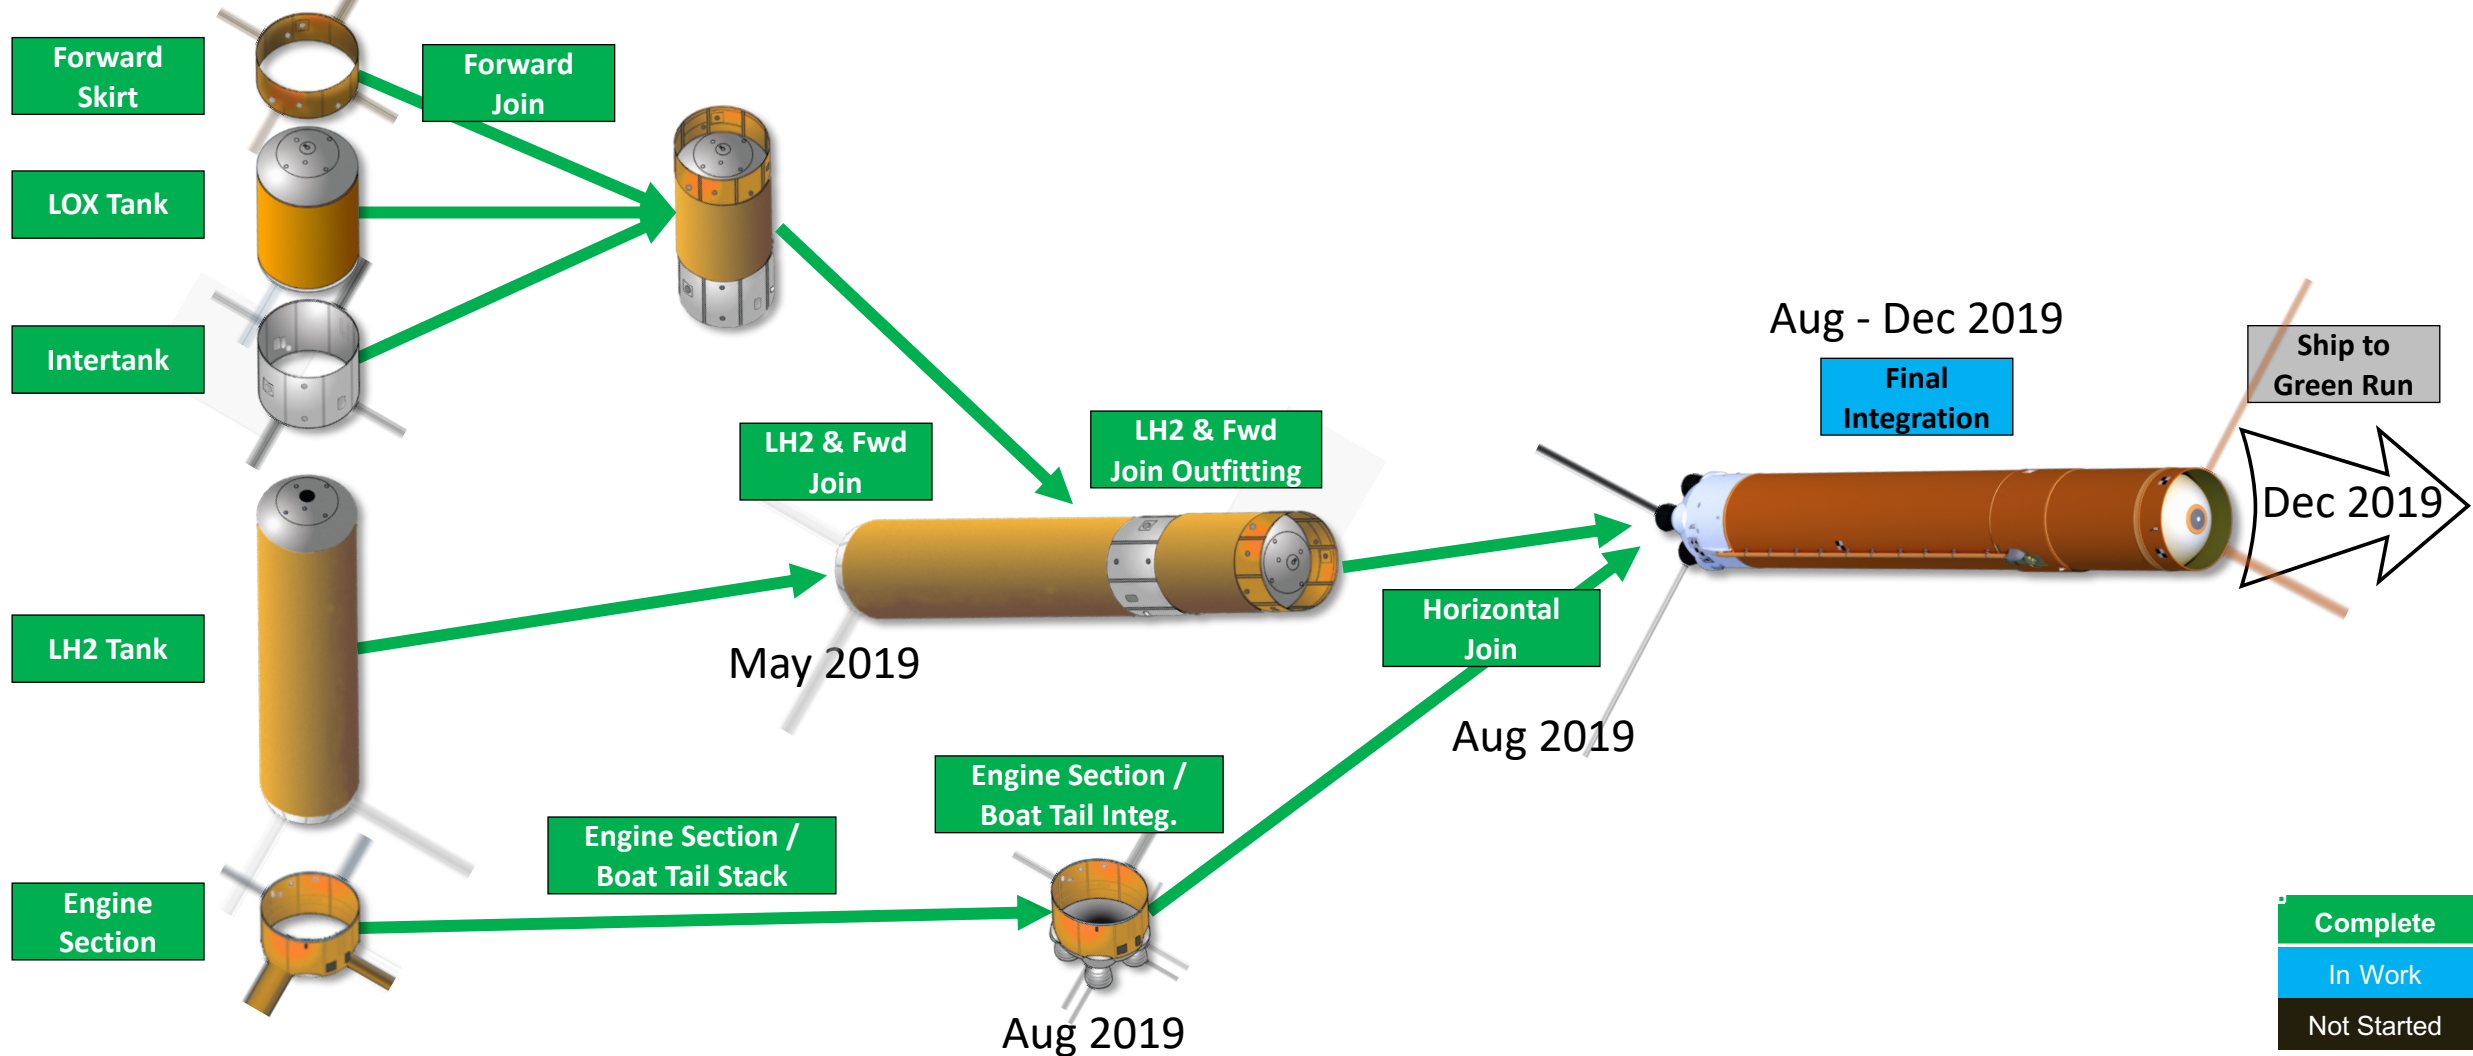 Forward
Skirt
Forward
Join
LOX Tank
Intertank
LH2 Tank
Engine
Section
LH2 & Fwd
Join
LH2 & Fwd
Join Outfitting
May 2019
Engine Section /
Boat Tail Stack
Engine Section /
Boat Tail Integ.
Aug 2019
Horizontal
Join
Aug 2019
Aug - Dec 2019
Final
Integration
Ship to
Green Run
Dec 2019
Complete
In Work
Not Started